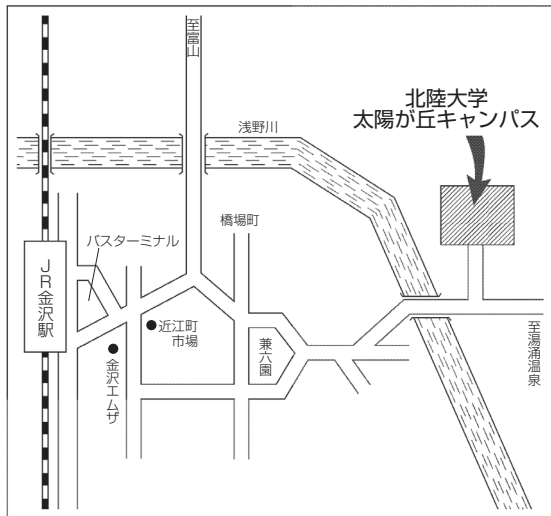 至富山
浅野川
北陸大学
太陽が丘キャンパス
橋場町
バスターミナル
JR金沢駅
近江町
市場
金沢エムザ
兼六園
至湯涌温泉